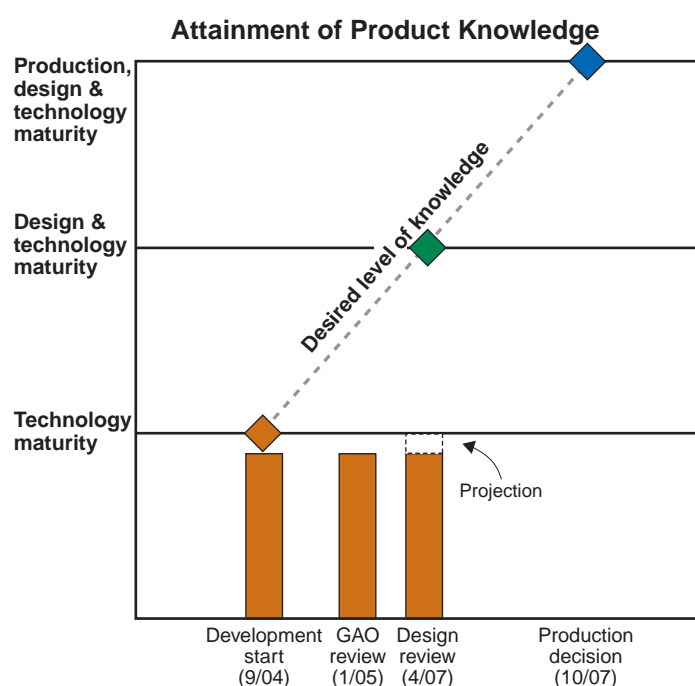 Attainment of Product Knowledge
Production,
design &
technology
maturity
Design &
technology
maturity
Desired level of knowledge
Technology
maturity
Projection
Development
start
(9/04)
GAO
review
(1/05)
Design
review
(4/07)
Production
decision
(10/07)